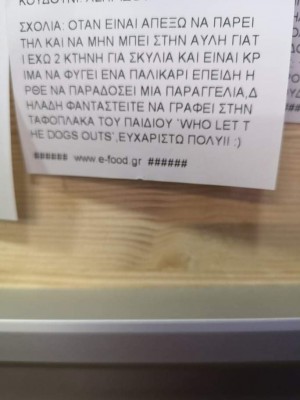 ΣΧΟΛΙΑ: ΟΤΑΝ ΕΙΝΑΙ ΑΠΕΞΩ ΝΑ ΠΑΡΕΙ
ΤΗΛ ΚΑΙ ΝΑ ΜΗΝ ΜΠΕΙ ΣΤΗΝ ΑΥΛΗ ΓΙΑΤ
Ι ΕΧΩ 2 ΚΤΗΝΗ ΓΙΑ ΣΚΥΛΙΑ ΚΑΙ ΕΙΝΑΙ ΚΡ
ΙΜΑ ΝΑ ΦΥΓΕΙ ΕΝΑ ΠΑΛΙΚΑΡΙ ΕΠΕΙΔΗ Η
ΡΘΕ ΝΑ ΠΑΡΑΔΟΣΕΙ ΜΙΑ ΠΑΡΑΓΓΕΛΙΑ,Δ
ΗΛΑΔΗ ΦΑΝΤΑΣΤΕΙΤΕ ΝΑ ΓΡΑΦΕΙ ΣΤΗΝ
ΤΑΦΟΠΛΑΚΑ ΤΟΥ ΠΑΙΔΙΟΥ ¨WHO LET T
HE DOGS OUTS¨,ΕΥΧΑΡΙΣΤΩ ΠΟΛΥ!! :)
###### www.e-food.gr ######